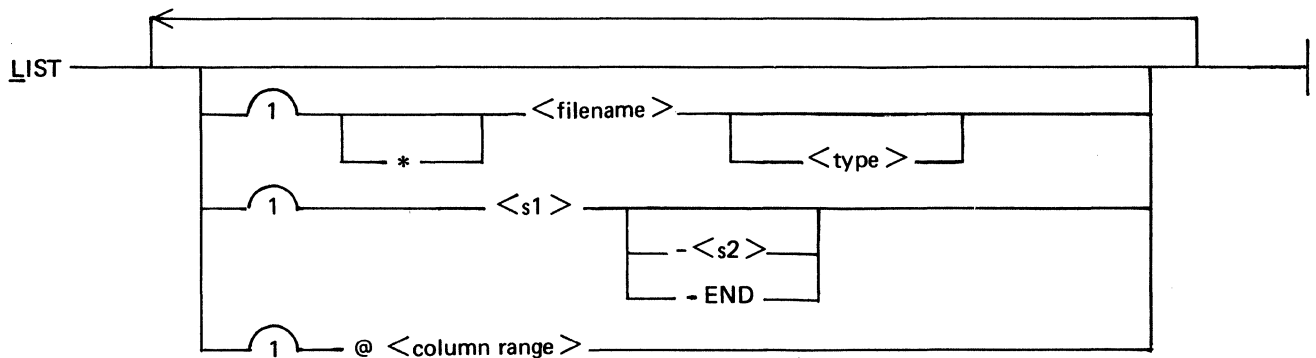 LIST
1 * <filename> <type>
1 <s1> -<s2> -END
1 @ <column range>